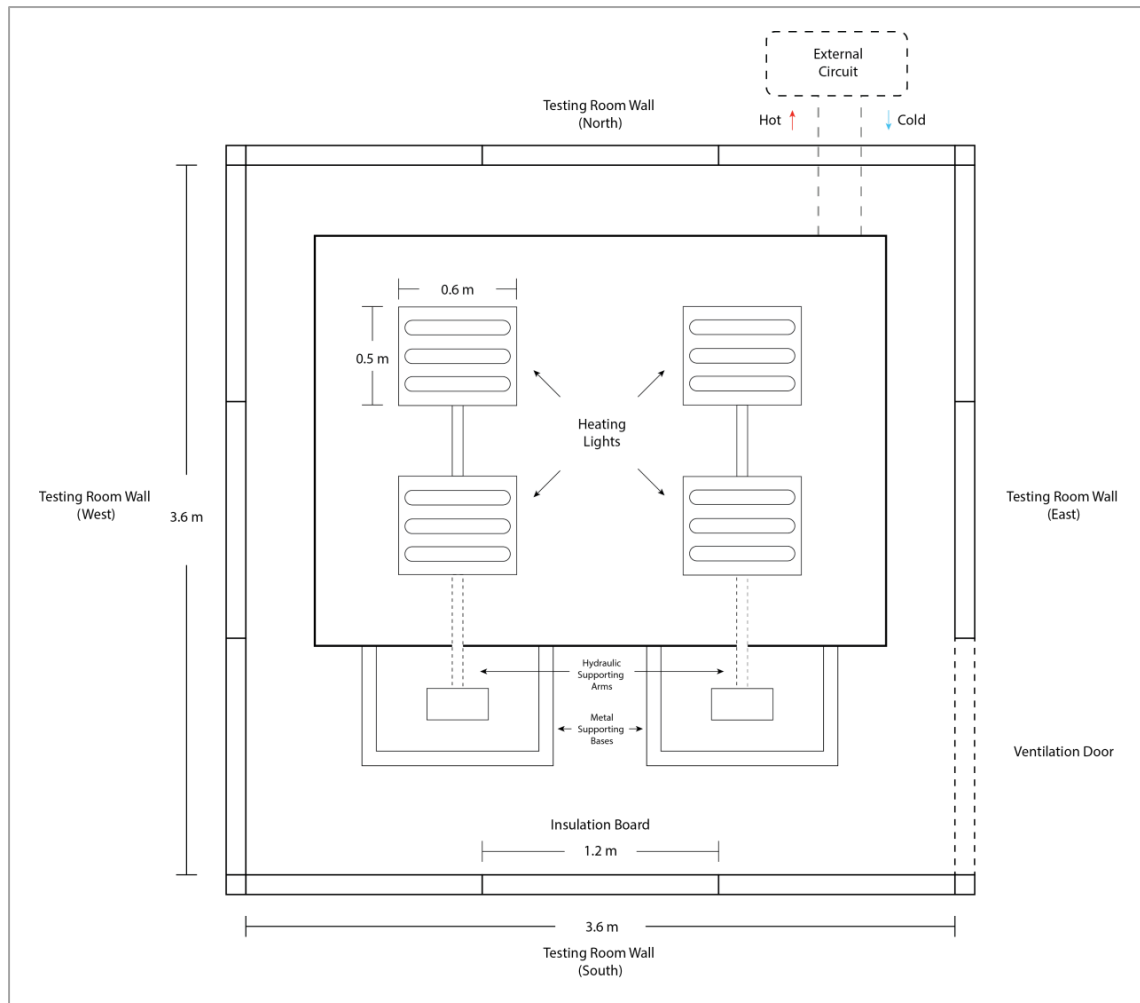 External
Circuit
Hot
Cold
Testing Room Wall
(North)
0.6 m
0.5 m
Heating
Lights
Testing Room Wall
(West)
3.6 m
Testing Room Wall
(East)
Hydraulic
Supporting
Arms
Metal
Supporting
Bases
Ventilation Door
Insulation Board
1.2 m
3.6 m
Testing Room Wall
(South)